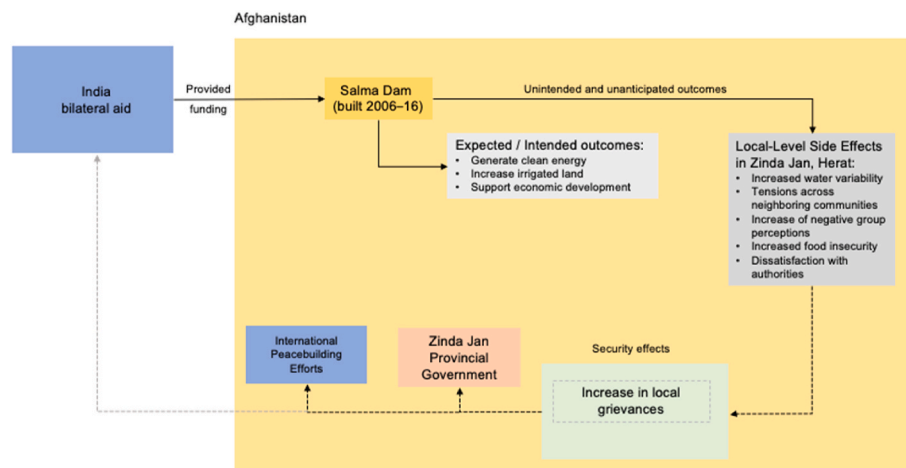 Afghanistan
India
bilateral aid
Provided
funding
Salma Dam
(built 2006–16)
Unintended and unanticipated outcomes
Expected / Intended outcomes:
• Generate clean energy
• Increase irrigated land
• Support economic development
Local-Level Side Effects
in Zinda Jan, Herat:
• Increased water variability
• Tensions across
neighboring communities
• Increase of negative group
perceptions
• Increased food insecurity
• Dissatisfaction with
authorities
International
Peacebuilding
Efforts
Zinda Jan
Provincial
Government
Security effects
Increase in local
grievances